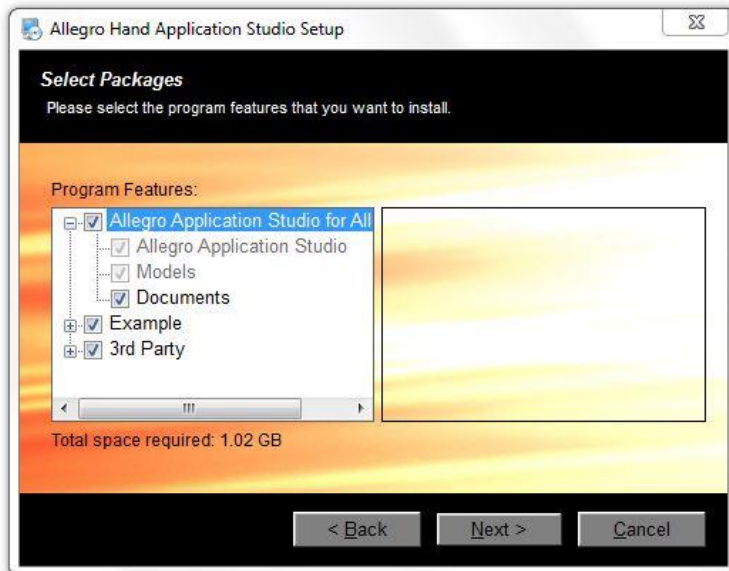 Allegro Hand Application Studio Setup
Select Packages
Please select the program features that you want to install.
Program Features:
Allegro Application Studio for All
Allegro Application Studio
Models
Documents
Example
3rd Party
Total space required: 1.02 GB
< Back Next > Cancel